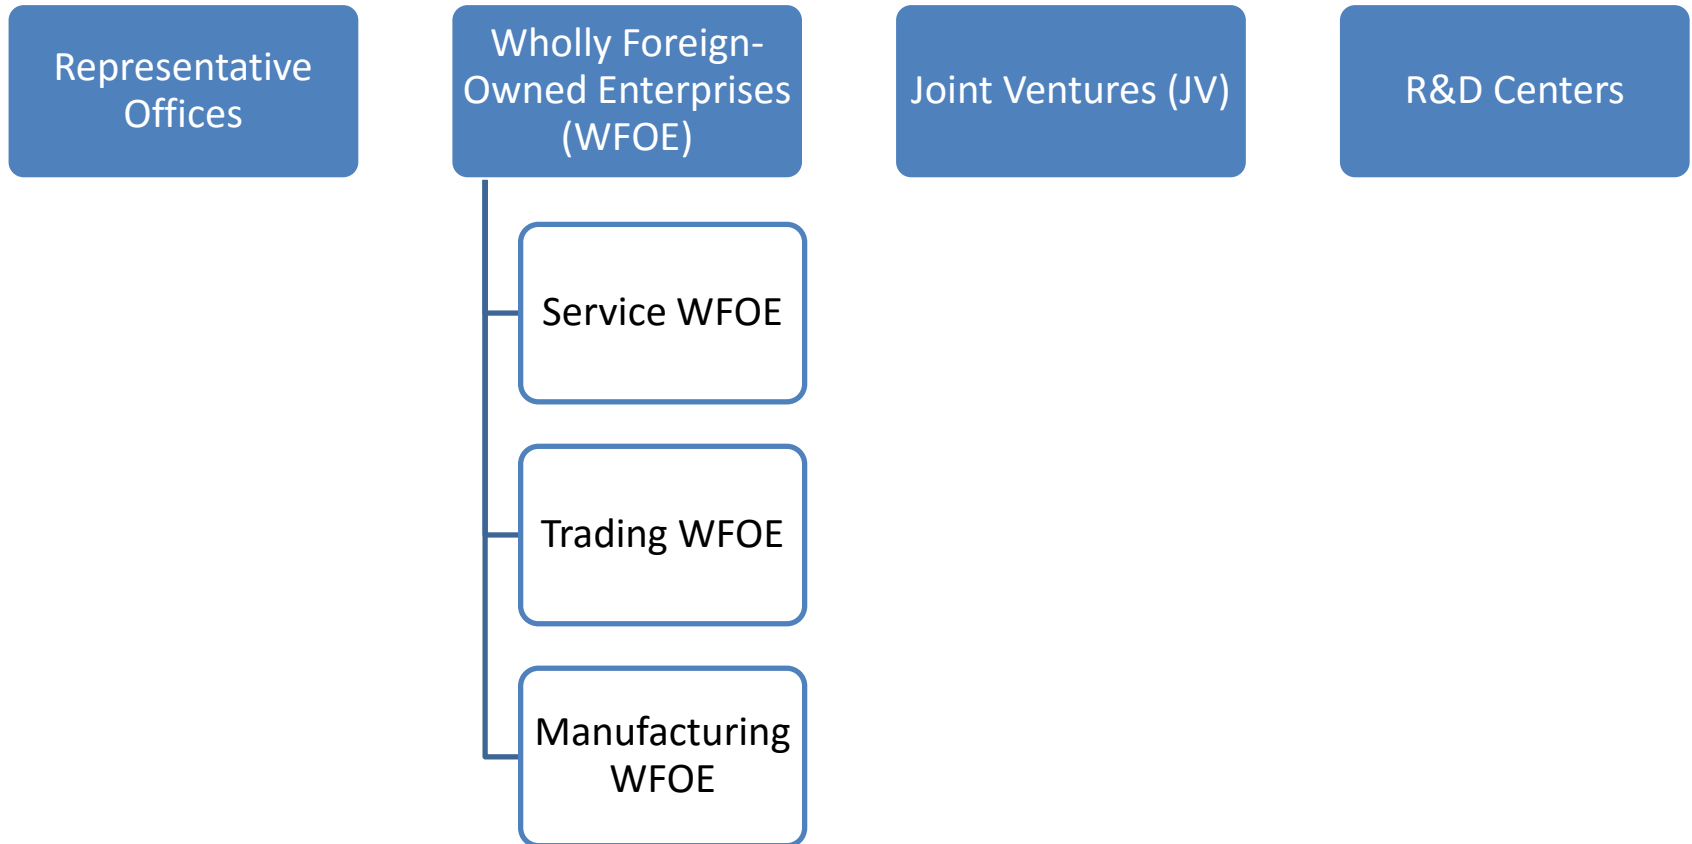 Representative
Offices
Wholly Foreign-
Owned Enterprises
(WFOE)
Joint Ventures (JV)
R&D Centers
Service WFOE
Trading WFOE
Manufacturing
WFOE